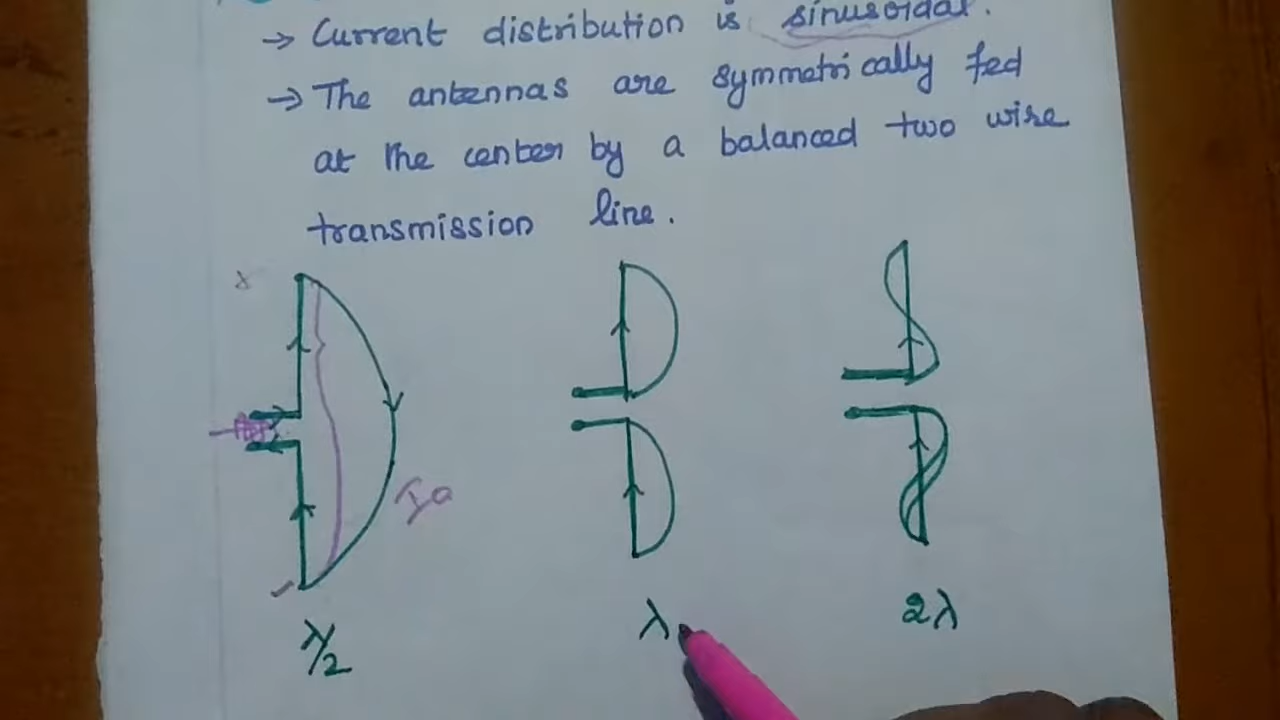 → Current distribution is sinusoidal.
→ The antennas are symmetrically fed
at the center by a balanced two wire
transmission line.
λ/2 λ 2λ